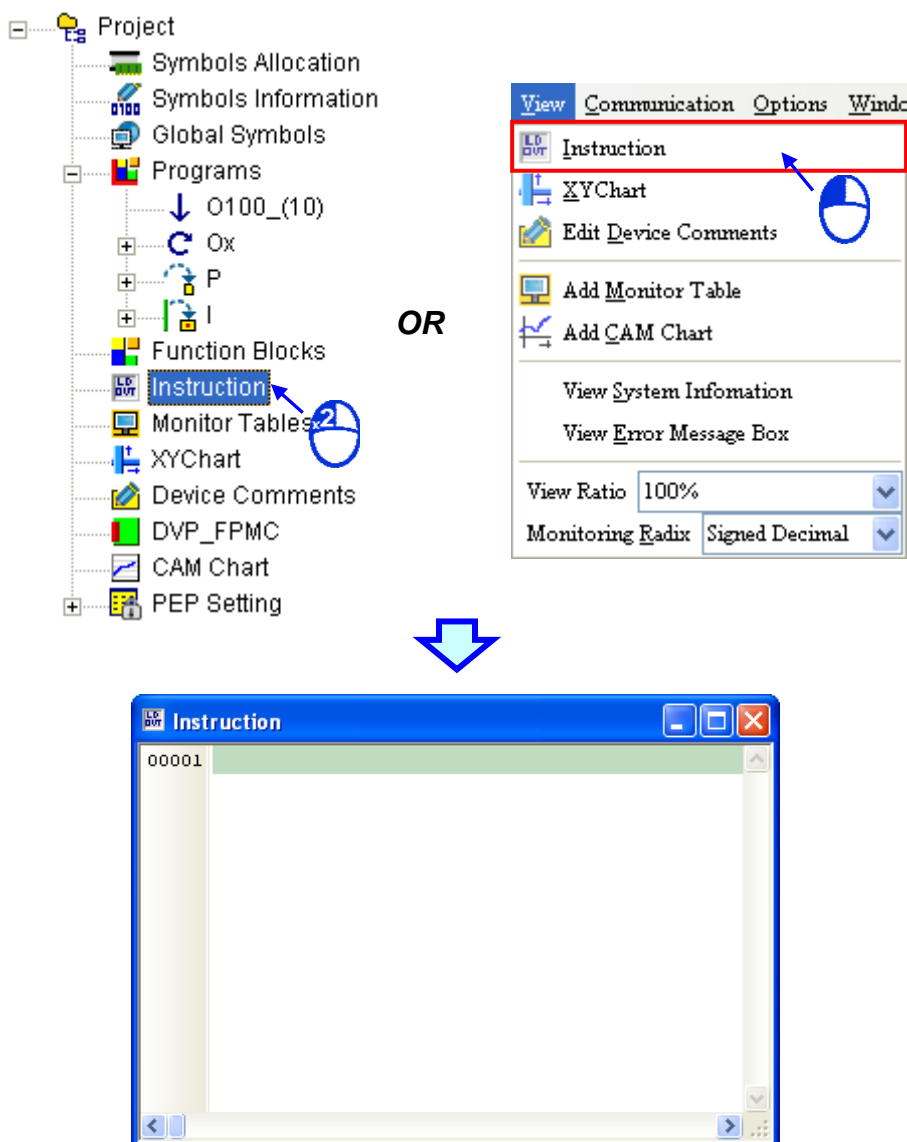 Project
Symbols Allocation
Symbols Information
Global Symbols
Programs
O100_(10)
Ox
P
I
Function Blocks
Instruction
Monitor Tables
x2
XYChart
Device Comments
DVP_FPMC
CAM Chart
PEP Setting
OR
View Communication Options Windo
Instruction
XYChart
Edit Device Comments
Add Monitor Table
Add CAM Chart
View System Infomation
View Error Message Box
View Ratio 100%
Monitoring Radix Signed Decimal
Instruction
00001